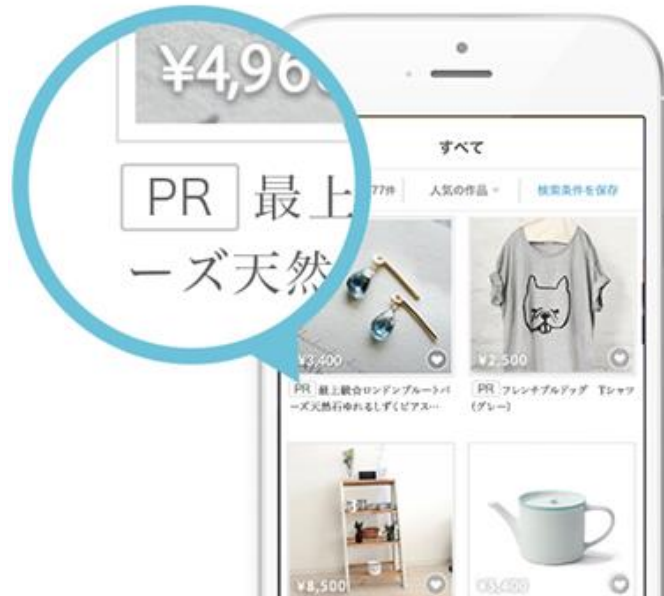 ¥4,96
PR 最上
ーズ天然
すべて
77件
人気の作品
検索条件を保存
¥3,400
¥2,500
PR 最上級☆ロンドンブルートパ
ーズ天然石ゆれるしずくピアス…
PR フレンチブルドッグ Tシャツ
(グレー)
¥8,500
¥3,400